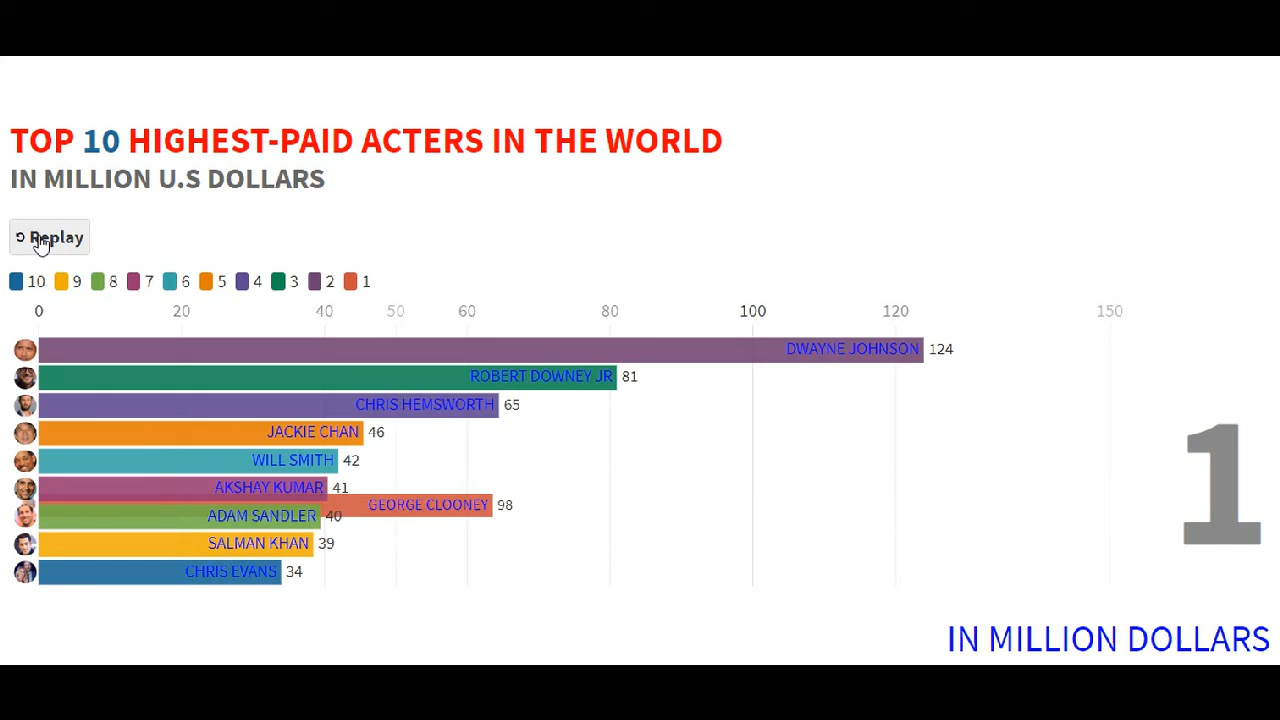 TOP 10 HIGHEST-PAID ACTERS IN THE WORLD
IN MILLION U.S DOLLARS
Replay
10 9 8 7 6 5 4 3 2 1
0 20 40 50 60 80 100 120 150
DWAYNE JOHNSON 124
ROBERT DOWNEY JR 81
CHRIS HEMSWORTH 65
JACKIE CHAN 46
WILL SMITH 42
AKSHAY KUMAR 41
GEORGE CLOONEY 98
ADAM SANDLER 40
SALMAN KHAN 39
CHRIS EVANS 34
1
IN MILLION DOLLARS